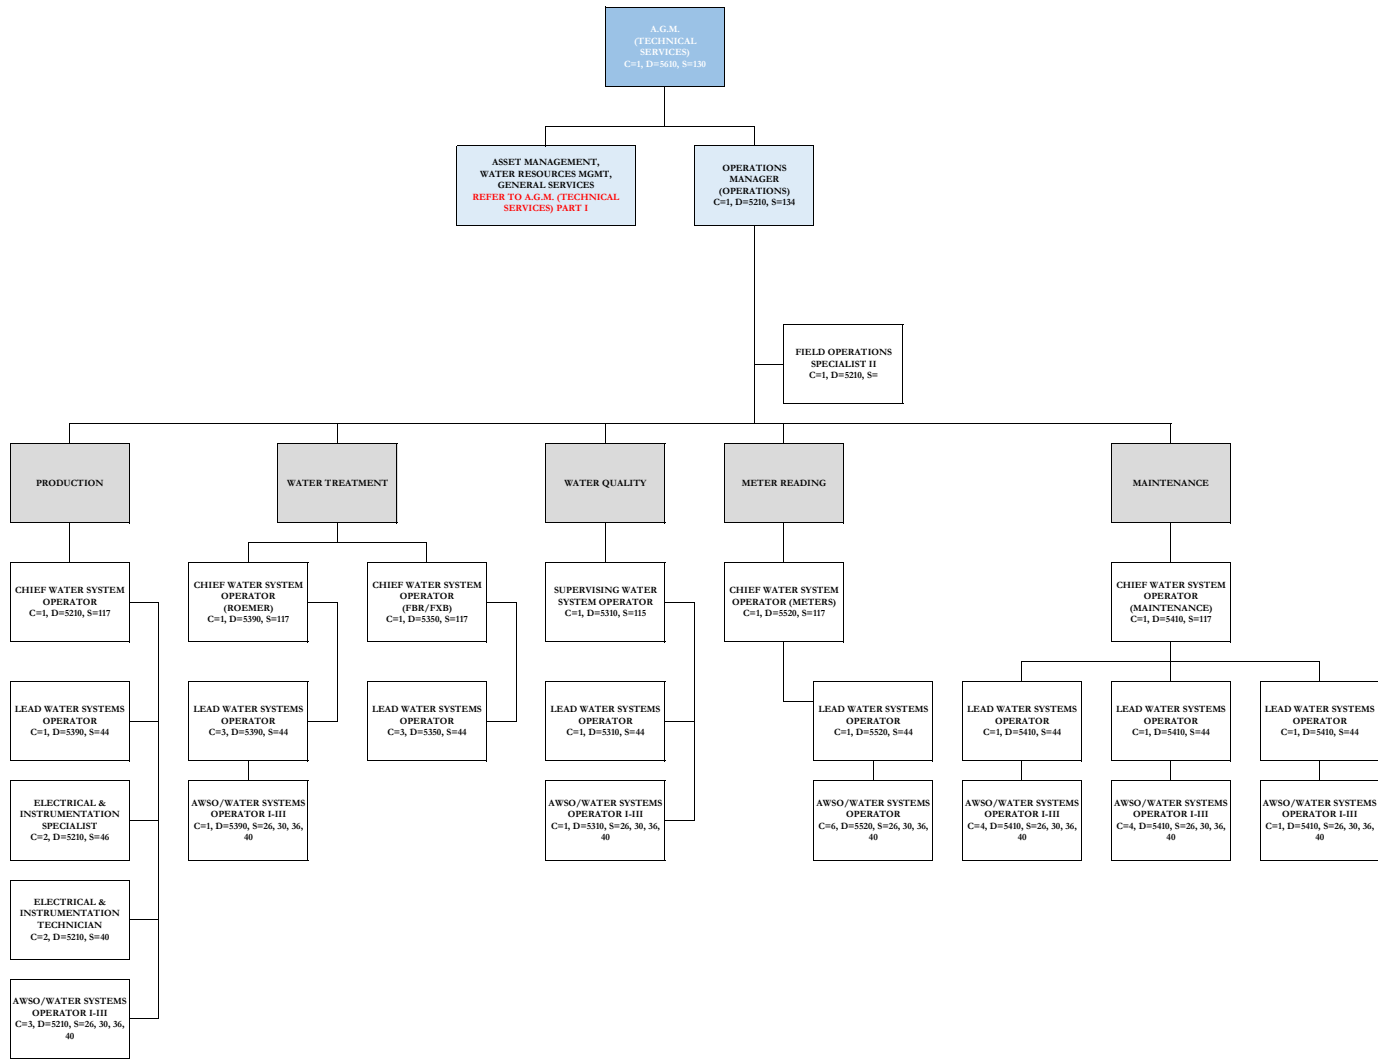 A.G.M.
(TECHNICAL
SERVICES)
C=1, D=5610, S=130
ASSET MANAGEMENT,
WATER RESOURCES MGMT,
GENERAL SERVICES
REFER TO A.G.M. (TECHNICAL
SERVICES) PART I
OPERATIONS
MANAGER
(OPERATIONS)
C=1, D=5210, S=134
FIELD OPERATIONS
SPECIALIST II
C=1, D=5210, S=
PRODUCTION
WATER TREATMENT
WATER QUALITY
METER READING
MAINTENANCE
CHIEF WATER SYSTEM
OPERATOR
C=1, D=5210, S=117
CHIEF WATER SYSTEM
OPERATOR
(ROEMER)
C=1, D=5390, S=117
CHIEF WATER SYSTEM
OPERATOR
(FBR/FXB)
C=1, D=5350, S=117
SUPERVISING WATER
SYSTEM OPERATOR
C=1, D=5310, S=115
CHIEF WATER SYSTEM
OPERATOR (METERS)
C=1, D=5520, S=117
CHIEF WATER SYSTEM
OPERATOR
(MAINTENANCE)
C=1, D=5410, S=117
LEAD WATER SYSTEMS
OPERATOR
C=1, D=5390, S=44
LEAD WATER SYSTEMS
OPERATOR
C=3, D=5390, S=44
LEAD WATER SYSTEMS
OPERATOR
C=3, D=5350, S=44
LEAD WATER SYSTEMS
OPERATOR
C=1, D=5310, S=44
LEAD WATER SYSTEMS
OPERATOR
C=1, D=5520, S=44
LEAD WATER SYSTEMS
OPERATOR
C=1, D=5410, S=44
LEAD WATER SYSTEMS
OPERATOR
C=1, D=5410, S=44
LEAD WATER SYSTEMS
OPERATOR
C=1, D=5410, S=44
ELECTRICAL &
INSTRUMENTATION
SPECIALIST
C=2, D=5210, S=46
AWSO/WATER SYSTEMS
OPERATOR I-III
C=1, D=5390, S=26, 30, 36,
40
AWSO/WATER SYSTEMS
OPERATOR I-III
C=1, D=5310, S=26, 30, 36,
40
AWSO/WATER SYSTEMS
OPERATOR
C=6, D=5520, S=26, 30, 36,
40
AWSO/WATER SYSTEMS
OPERATOR I-III
C=4, D=5410, S=26, 30, 36,
40
AWSO/WATER SYSTEMS
OPERATOR I-III
C=4, D=5410, S=26, 30, 36,
40
AWSO/WATER SYSTEMS
OPERATOR I-III
C=1, D=5410, S=26, 30, 36,
40
ELECTRICAL &
INSTRUMENTATION
TECHNICIAN
C=2, D=5210, S=40
AWSO/WATER SYSTEMS
OPERATOR I-III
C=3, D=5210, S=26, 30, 36,
40